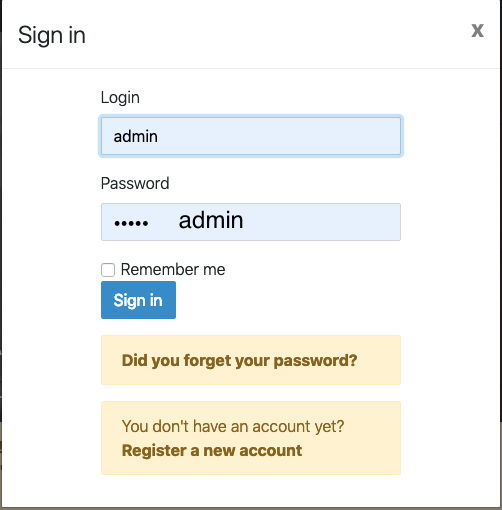 Sign in
x
Login
admin
Password
••••• admin
Remember me
Sign in
Did you forget your password?
You don't have an account yet?
Register a new account